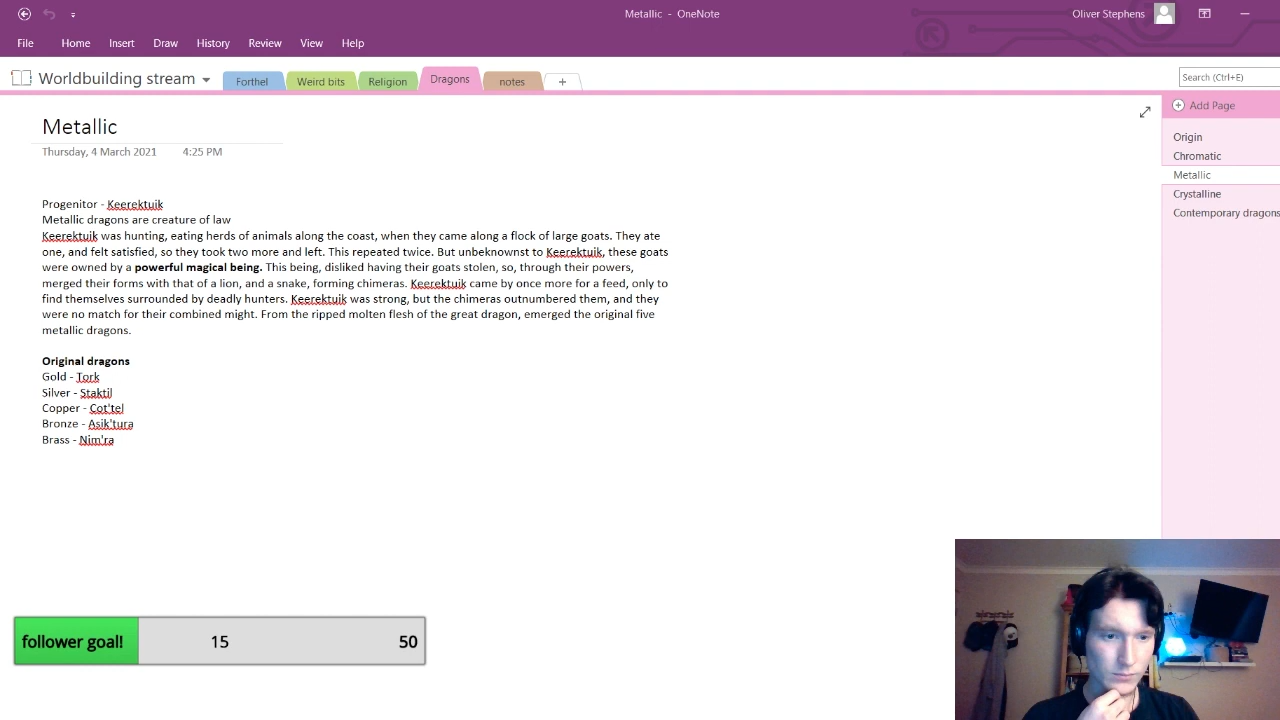 Metallic - OneNote
Oliver Stephens
File Home Insert Draw History Review View Help
Worldbuilding stream Forthel Weird bits Religion Dragons notes +
Search (Ctrl+E)
Metallic
Thursday, 4 March 2021 4:25 PM
Progenitor - Keerektuik
Metallic dragons are creature of law
Keerektuik was hunting, eating herds of animals along the coast, when they came along a flock of large goats. They ate
one, and felt satisfied, so they took two more and left. This repeated twice. But unbeknownst to Keerektuik, these goats
were owned by a powerful magical being. This being, disliked having their goats stolen, so, through their powers,
merged their forms with that of a lion, and a snake, forming chimeras. Keerektuik came by once more for a feed, only to
find themselves surrounded by deadly hunters. Keerektuik was strong, but the chimeras outnumbered them, and they
were no match for their combined might. From the ripped molten flesh of the great dragon, emerged the original five
metallic dragons.
Original dragons
Gold - Tork
Silver - Staktil
Copper - Cot'tel
Bronze - Asik'tura
Brass - Nim'ra
Add Page
Origin
Chromatic
Metallic
Crystalline
Contemporary dragons
follower goal! 15 50